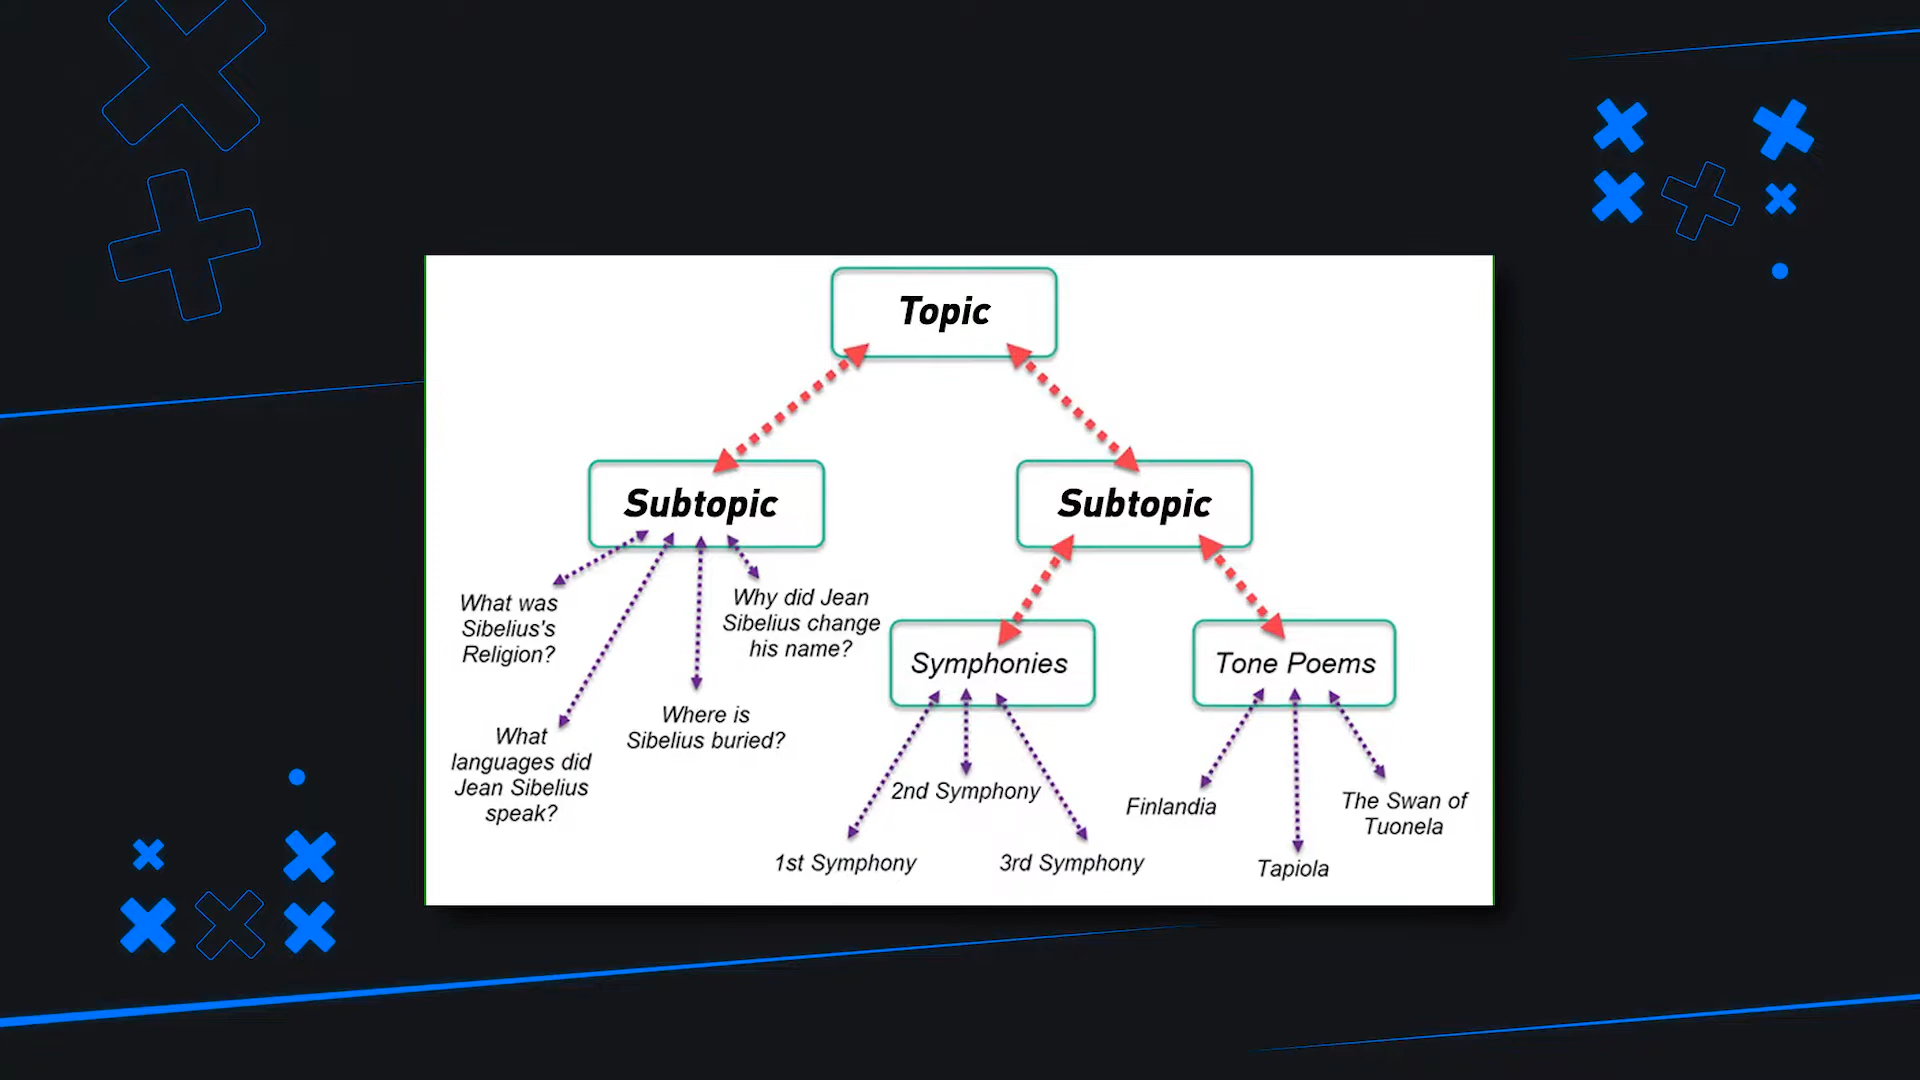 Topic
Subtopic
Subtopic
What was
Sibelius's
Religion?
What
languages did
Jean Sibelius
speak?
Where is
Sibelius buried?
Why did Jean
Sibelius change
his name?
Symphonies
Tone Poems
1st Symphony
2nd Symphony
3rd Symphony
Finlandia
Tapiola
The Swan of
Tuonela